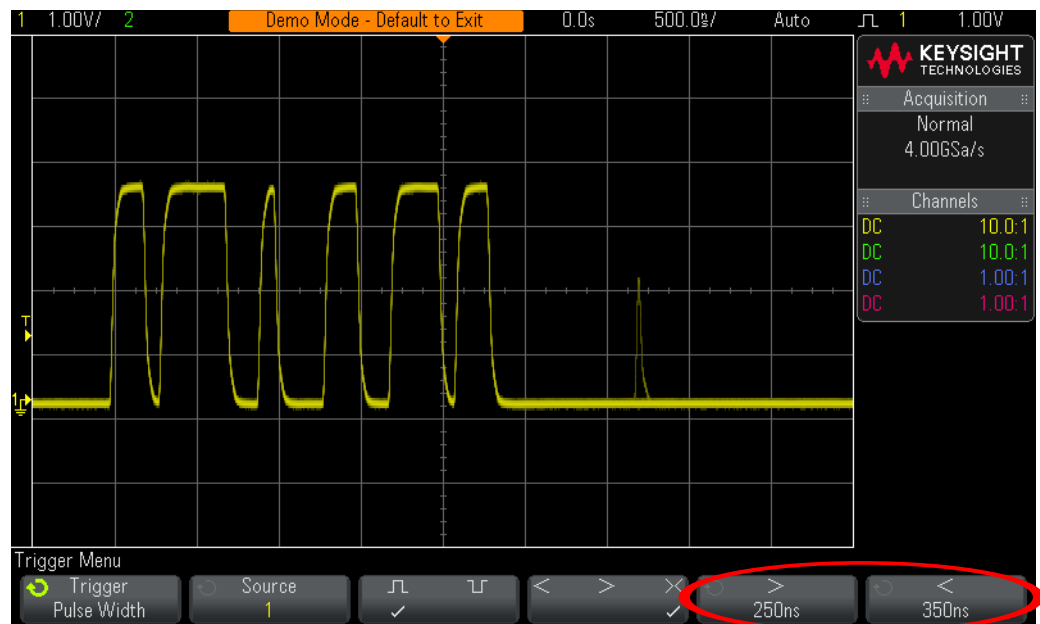 1 1.00V/ 2 Demo Mode - Default to Exit 0.0s 500.0ns/ Auto 1 1.00V
KEYSIGHT
TECHNOLOGIES
Acquisition
Normal
4.00GSa/s
Channels
DC 10.0:1
DC 10.0:1
DC 1.00:1
DC 1.00:1
T
1
Trigger Menu
Trigger Source < > >< > <
Pulse Width 1 ✓ ✓ 250ns 350ns